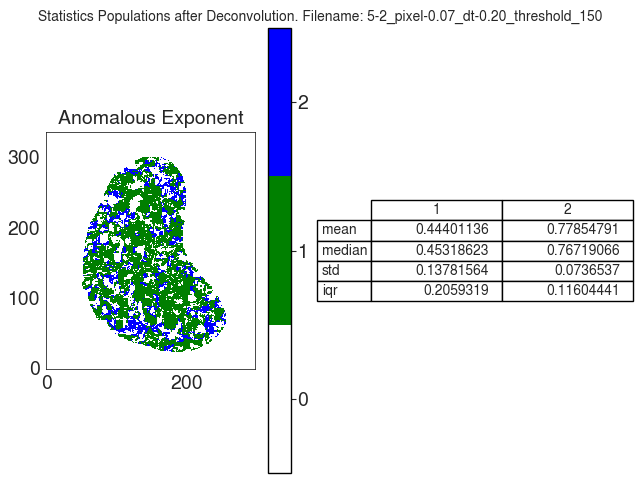 Statistics Populations after Deconvolution. Filename: 5-2_pixel-0.07_dt-0.20_threshold_150
Anomalous Exponent
300
200
100
0
0 200
2
1
0
1 2
mean 0.44401136 0.77854791
median 0.45318623 0.76719066
std 0.13781564 0.0736537
iqr 0.2059319 0.11604441